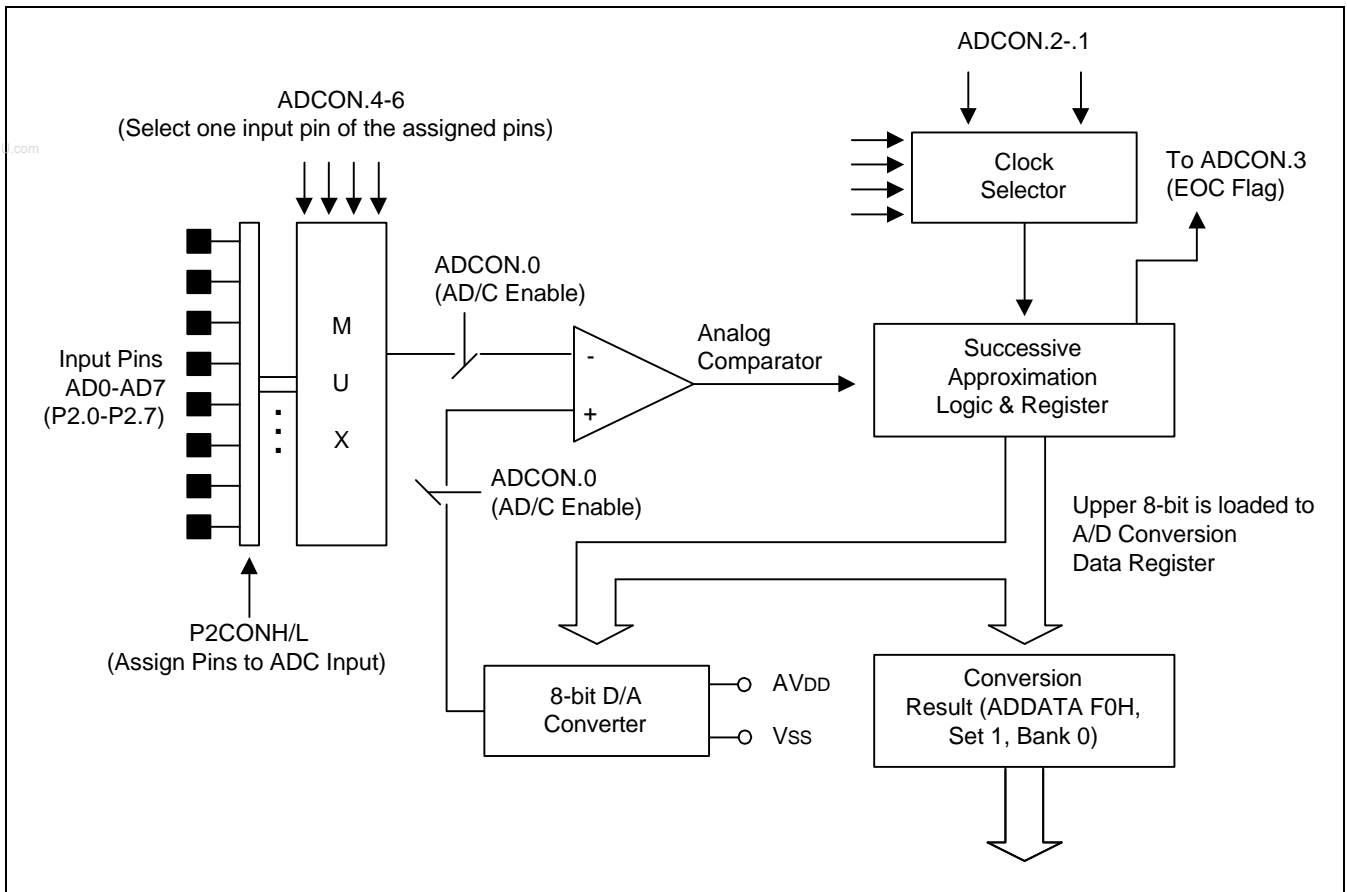 ADCON.2-.1
ADCON.4-6
(Select one input pin of the assigned pins)
U.com
Clock
Selector
To ADCON.3
(EOC Flag)
ADCON.0
(AD/C Enable)
M
U
X
Input Pins
AD0-AD7
(P2.0-P2.7)
-
+
Analog
Comparator
Successive
Approximation
Logic & Register
ADCON.0
(AD/C Enable)
Upper 8-bit is loaded to
A/D Conversion
Data Register
P2CONH/L
(Assign Pins to ADC Input)
8-bit D/A
Converter
AVDD
VSS
Conversion
Result (ADDATA F0H,
Set 1, Bank 0)